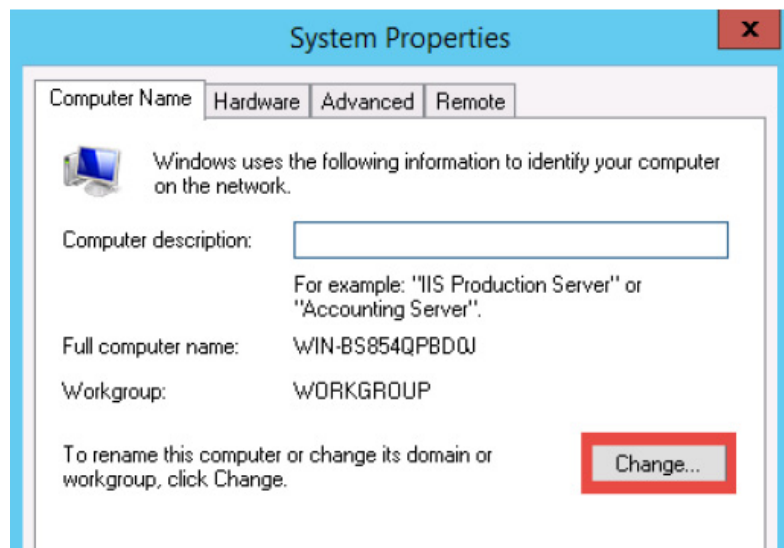 System Properties
x
Computer Name Hardware Advanced Remote
Windows uses the following information to identify your computer
on the network.
Computer description:
For example: "IIS Production Server" or
"Accounting Server".
Full computer name: WIN-BS854QPBD0J
Workgroup: WORKGROUP
To rename this computer or change its domain or
workgroup, click Change.
Change...